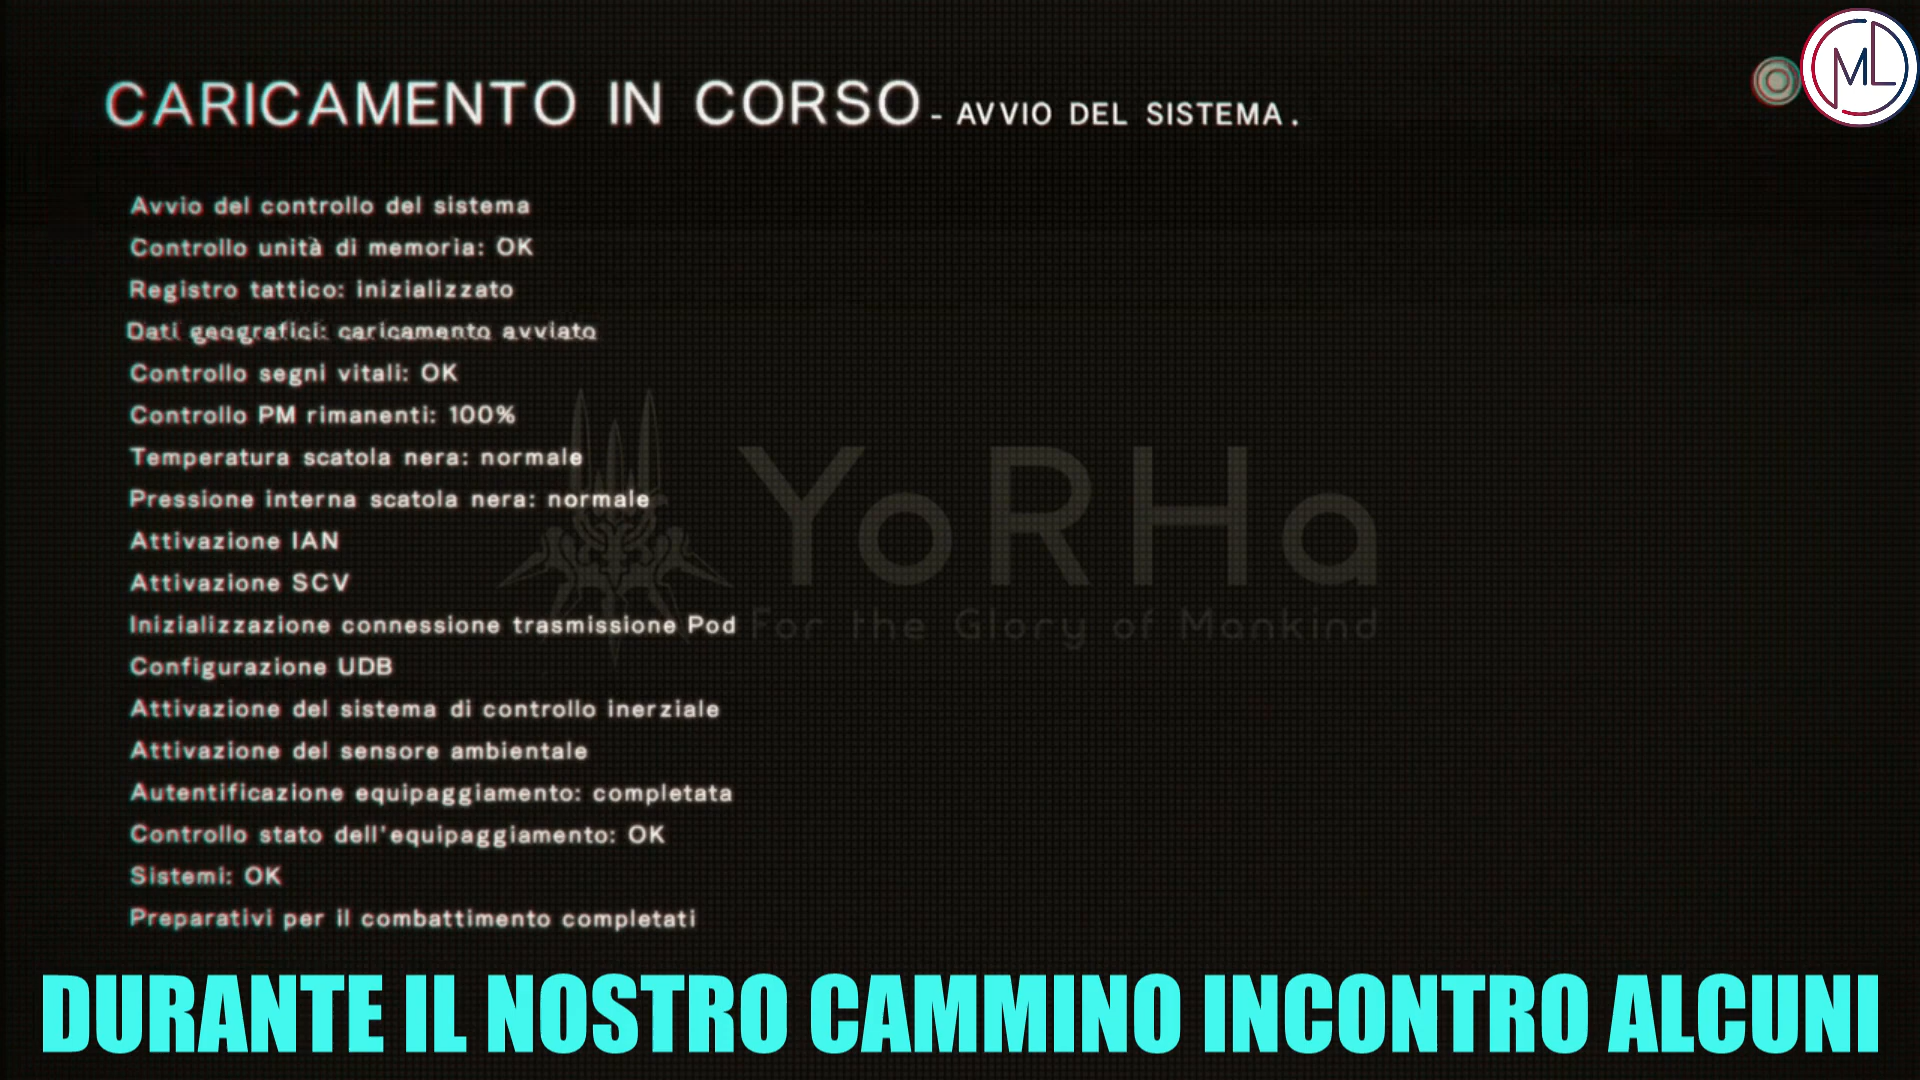 CARICAMENTO IN CORSO - AVVIO DEL SISTEMA.
ML
Avvio del controllo del sistema
Controllo unità di memoria: OK
Registro tattico: inizializzato
Dati geografici: caricamento avviato
Controllo segni vitali: OK
Controllo PM rimanenti: 100%
Temperatura scatola nera: normale
Pressione interna scatola nera: normale
Attivazione IAN
Attivazione SCV
Inizializzazione connessione trasmissione Pod
Configurazione UDB
Attivazione del sistema di controllo inerziale
Attivazione del sensore ambientale
Autentificazione equipaggiamento: completata
Controllo stato dell'equipaggiamento: OK
Sistemi: OK
Preparativi per il combattimento completati
YoRHa
For the Glory of Mankind
DURANTE IL NOSTRO CAMMINO INCONTRO ALCUNI